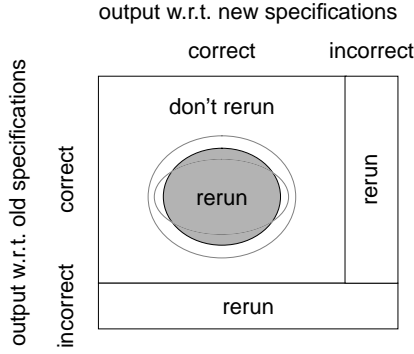 output w.r.t. new specifications
correct
incorrect
output w.r.t. old specifications
correct
incorrect
don't rerun
rerun
rerun
rerun